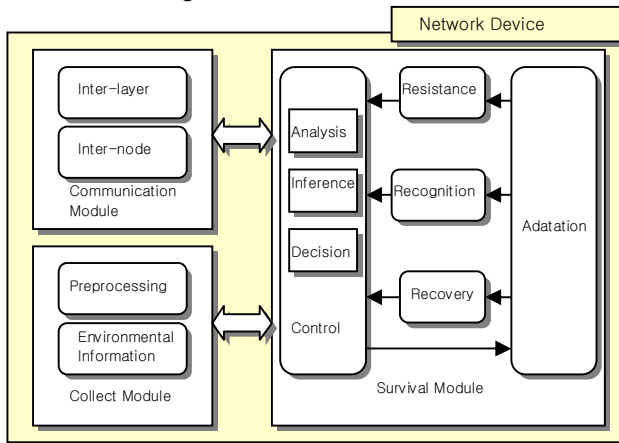 Network Device
Inter-layer
Inter-node
Communication
Module
Preprocessing
Environmental
Information
Collect Module
Analysis
Inference
Decision
Control
Resistance
Recognition
Recovery
Adatation
Survival Module